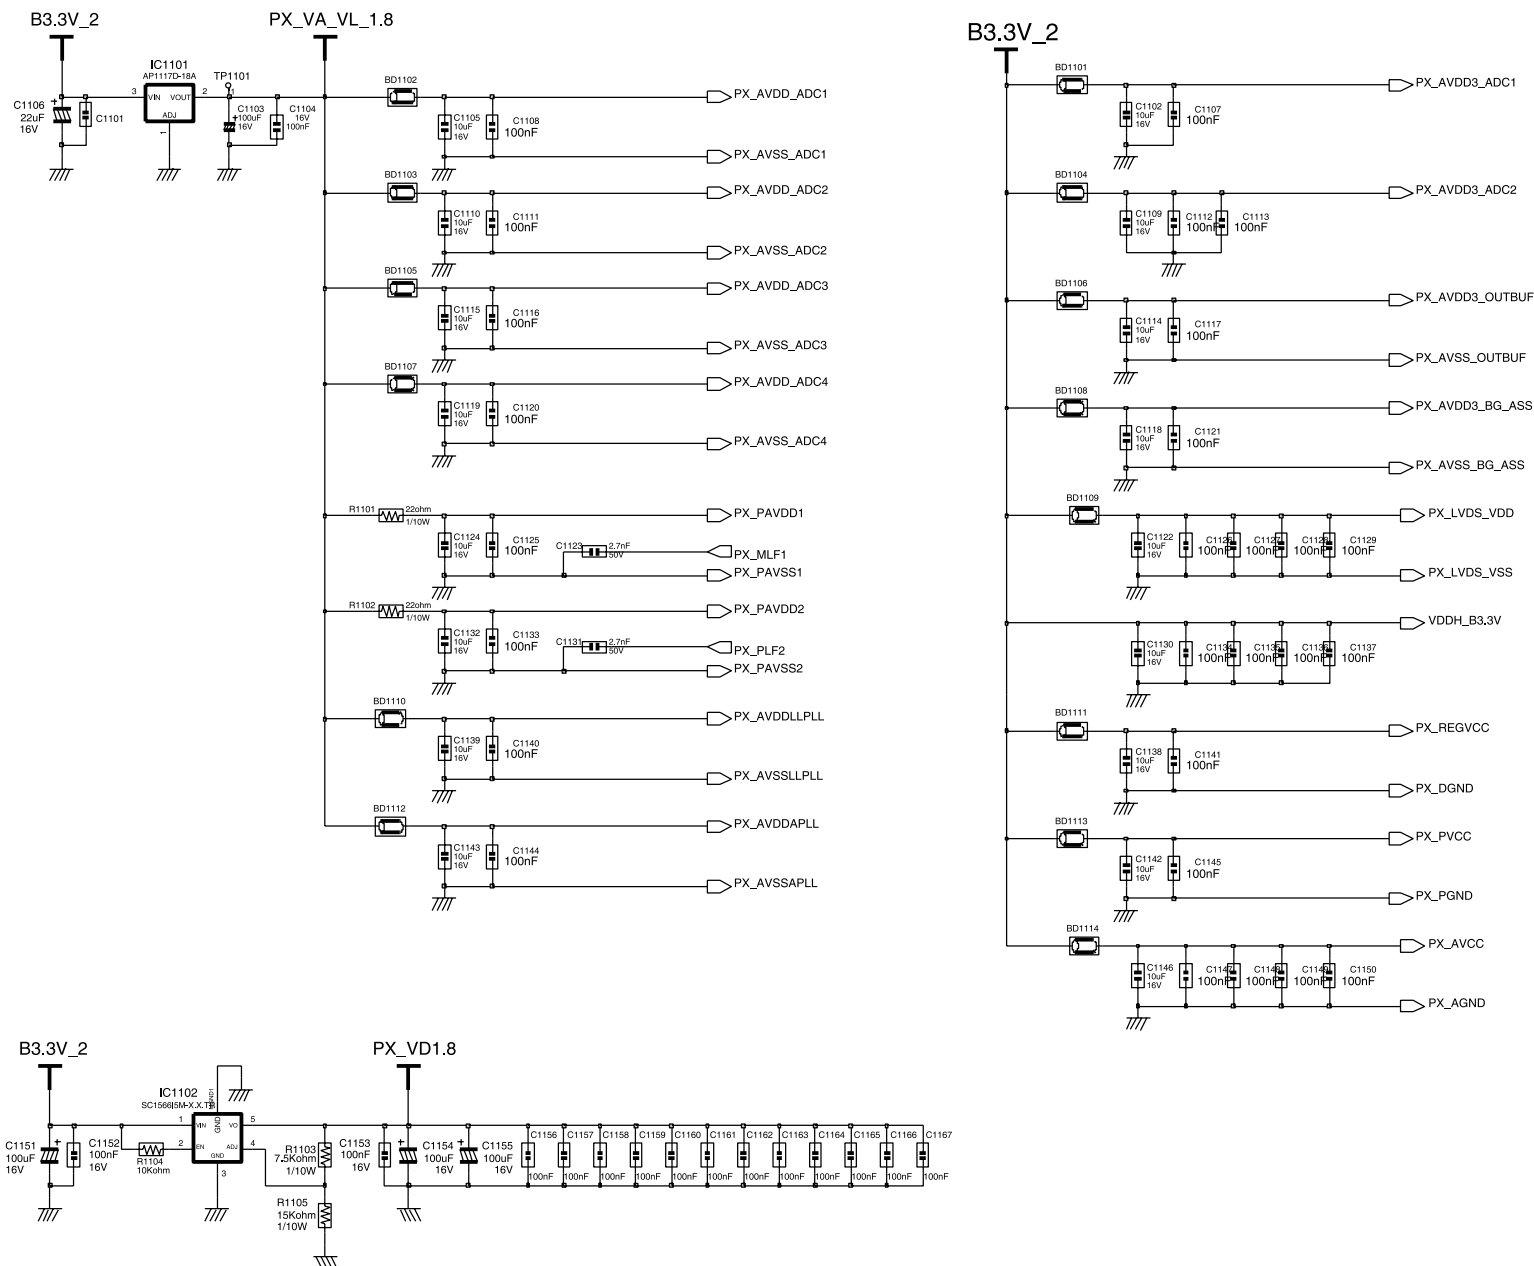 B3.3V_2
PX_VA_VL_1.8
IC1101
AP1117D-18A
TP1101
1
3
VIN
VOUT
2
ADJ
1
C1106
22uF
16V
C1101
C1103
100uF
16V
C1104
16V
100nF
BD1102
PX_AVDD_ADC1
C1105
10uF
16V
C1108
100nF
PX_AVSS_ADC1
BD1103
PX_AVDD_ADC2
C1110
10uF
16V
C1111
100nF
PX_AVSS_ADC2
BD1105
PX_AVDD_ADC3
C1115
10uF
16V
C1116
100nF
PX_AVSS_ADC3
BD1107
PX_AVDD_ADC4
C1119
10uF
16V
C1120
100nF
PX_AVSS_ADC4
R1101
22ohm
1/10W
PX_PAVDD1
C1124
10uF
16V
C1125
100nF
C1123
2.7nF
50V
PX_MLF1
PX_PAVSS1
R1102
22ohm
1/10W
PX_PAVDD2
C1132
10uF
16V
C1133
100nF
C1131
2.7nF
50V
PX_PLF2
PX_PAVSS2
BD1110
PX_AVDDLLPLL
C1139
10uF
16V
C1140
100nF
PX_AVSSLLPLL
BD1112
PX_AVDDAPLL
C1143
10uF
16V
C1144
100nF
PX_AVSSAPLL
B3.3V_2
BD1101
PX_AVDD3_ADC1
C1102
10uF
16V
C1107
100nF
BD1104
PX_AVDD3_ADC2
C1109
10uF
16V
C1112
100nF
C1113
100nF
BD1106
PX_AVDD3_OUTBUF
C1114
10uF
16V
C1117
100nF
PX_AVSS_OUTBUF
BD1108
PX_AVDD3_BG_ASS
C1118
10uF
16V
C1121
100nF
PX_AVSS_BG_ASS
BD1109
PX_LVDS_VDD
C1122
10uF
16V
C1126
100nF
C1127
100nF
C1128
100nF
C1129
100nF
PX_LVDS_VSS
VDDH_B3.3V
C1130
10uF
16V
C1134
100nF
C1135
100nF
C1136
100nF
C1137
100nF
BD1111
PX_REGVCC
C1138
10uF
16V
C1141
100nF
PX_DGND
BD1113
PX_PVCC
C1142
10uF
16V
C1145
100nF
PX_PGND
BD1114
PX_AVCC
C1146
10uF
16V
C1147
100nF
C1148
100nF
C1149
100nF
C1150
100nF
PX_AGND
B3.3V_2
PX_VD1.8
IC1102
SC1566I5M-X.X.T
1
VIN
GND
VO
5
2
EN
ADJ
4
GND
3
C1151
100uF
16V
C1152
100nF
16V
R1104
10Kohm
R1103
7.5Kohm
1/10W
R1105
15Kohm
1/10W
C1153
100nF
16V
C1154
100uF
16V
C1155
100uF
16V
C1156
100nF
C1157
100nF
C1158
100nF
C1159
100nF
C1160
100nF
C1161
100nF
C1162
100nF
C1163
100nF
C1164
100nF
C1165
100nF
C1166
100nF
C1167
100nF